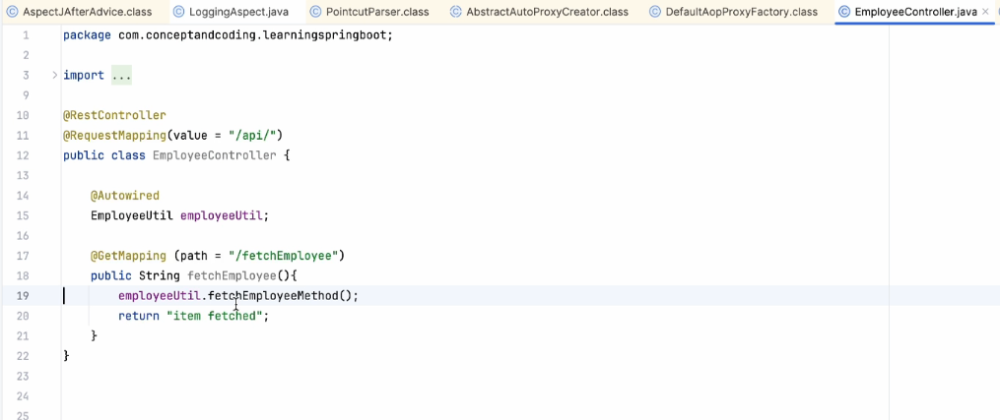 AspectJAfterAdvice.class LoggingAspect.java PointcutParser.class AbstractAutoProxyCreator.class DefaultAopProxyFactory.class EmployeeController.java
1 package com.conceptandcoding.learningspringboot;
2
3 import ...
9
10 @RestController
11 @RequestMapping(value = "/api/")
12 public class EmployeeController {
13
14 @Autowired
15 EmployeeUtil employeeUtil;
16
17 @GetMapping (path = "/fetchEmployee")
18 public String fetchEmployee(){
19 employeeUtil.fetchEmployeeMethod();
20 return "item fetched";
21 }
22 }
23
24
25